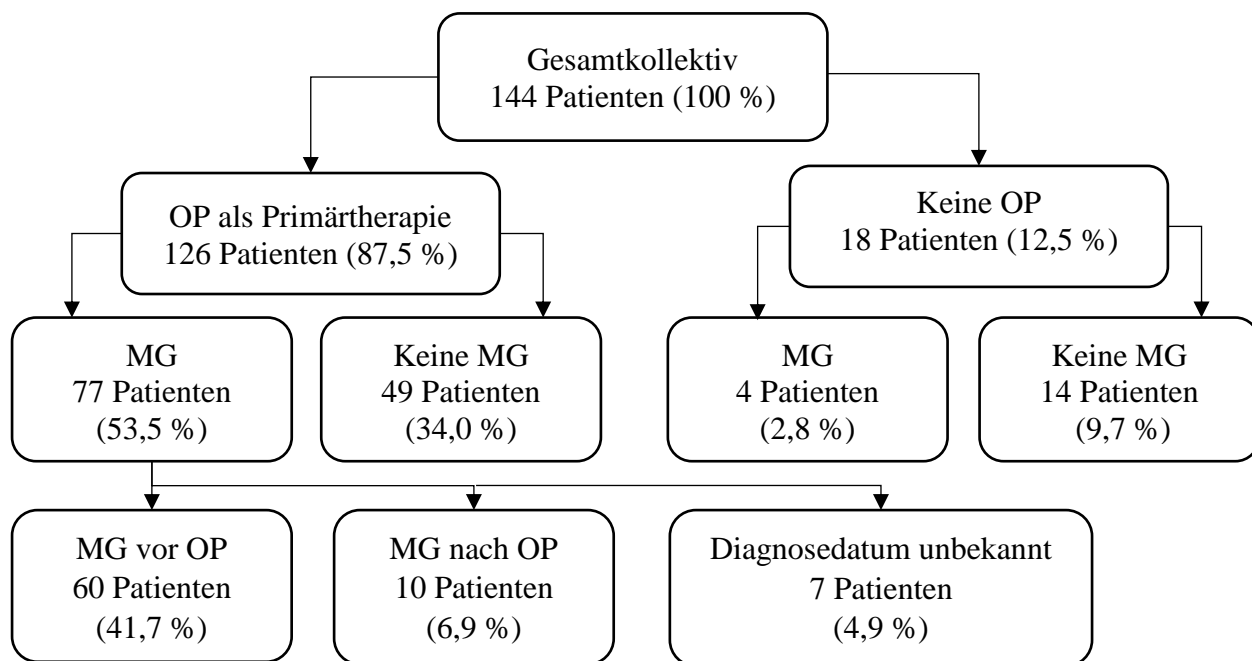 Gesamtkollektiv
144 Patienten (100 %)
OP als Primärtherapie
126 Patienten (87,5 %)
Keine OP
18 Patienten (12,5 %)
MG
77 Patienten
(53,5 %)
Keine MG
49 Patienten
(34,0 %)
MG
4 Patienten
(2,8 %)
Keine MG
14 Patienten
(9,7 %)
MG vor OP
60 Patienten
(41,7 %)
MG nach OP
10 Patienten
(6,9 %)
Diagnosedatum unbekannt
7 Patienten
(4,9 %)